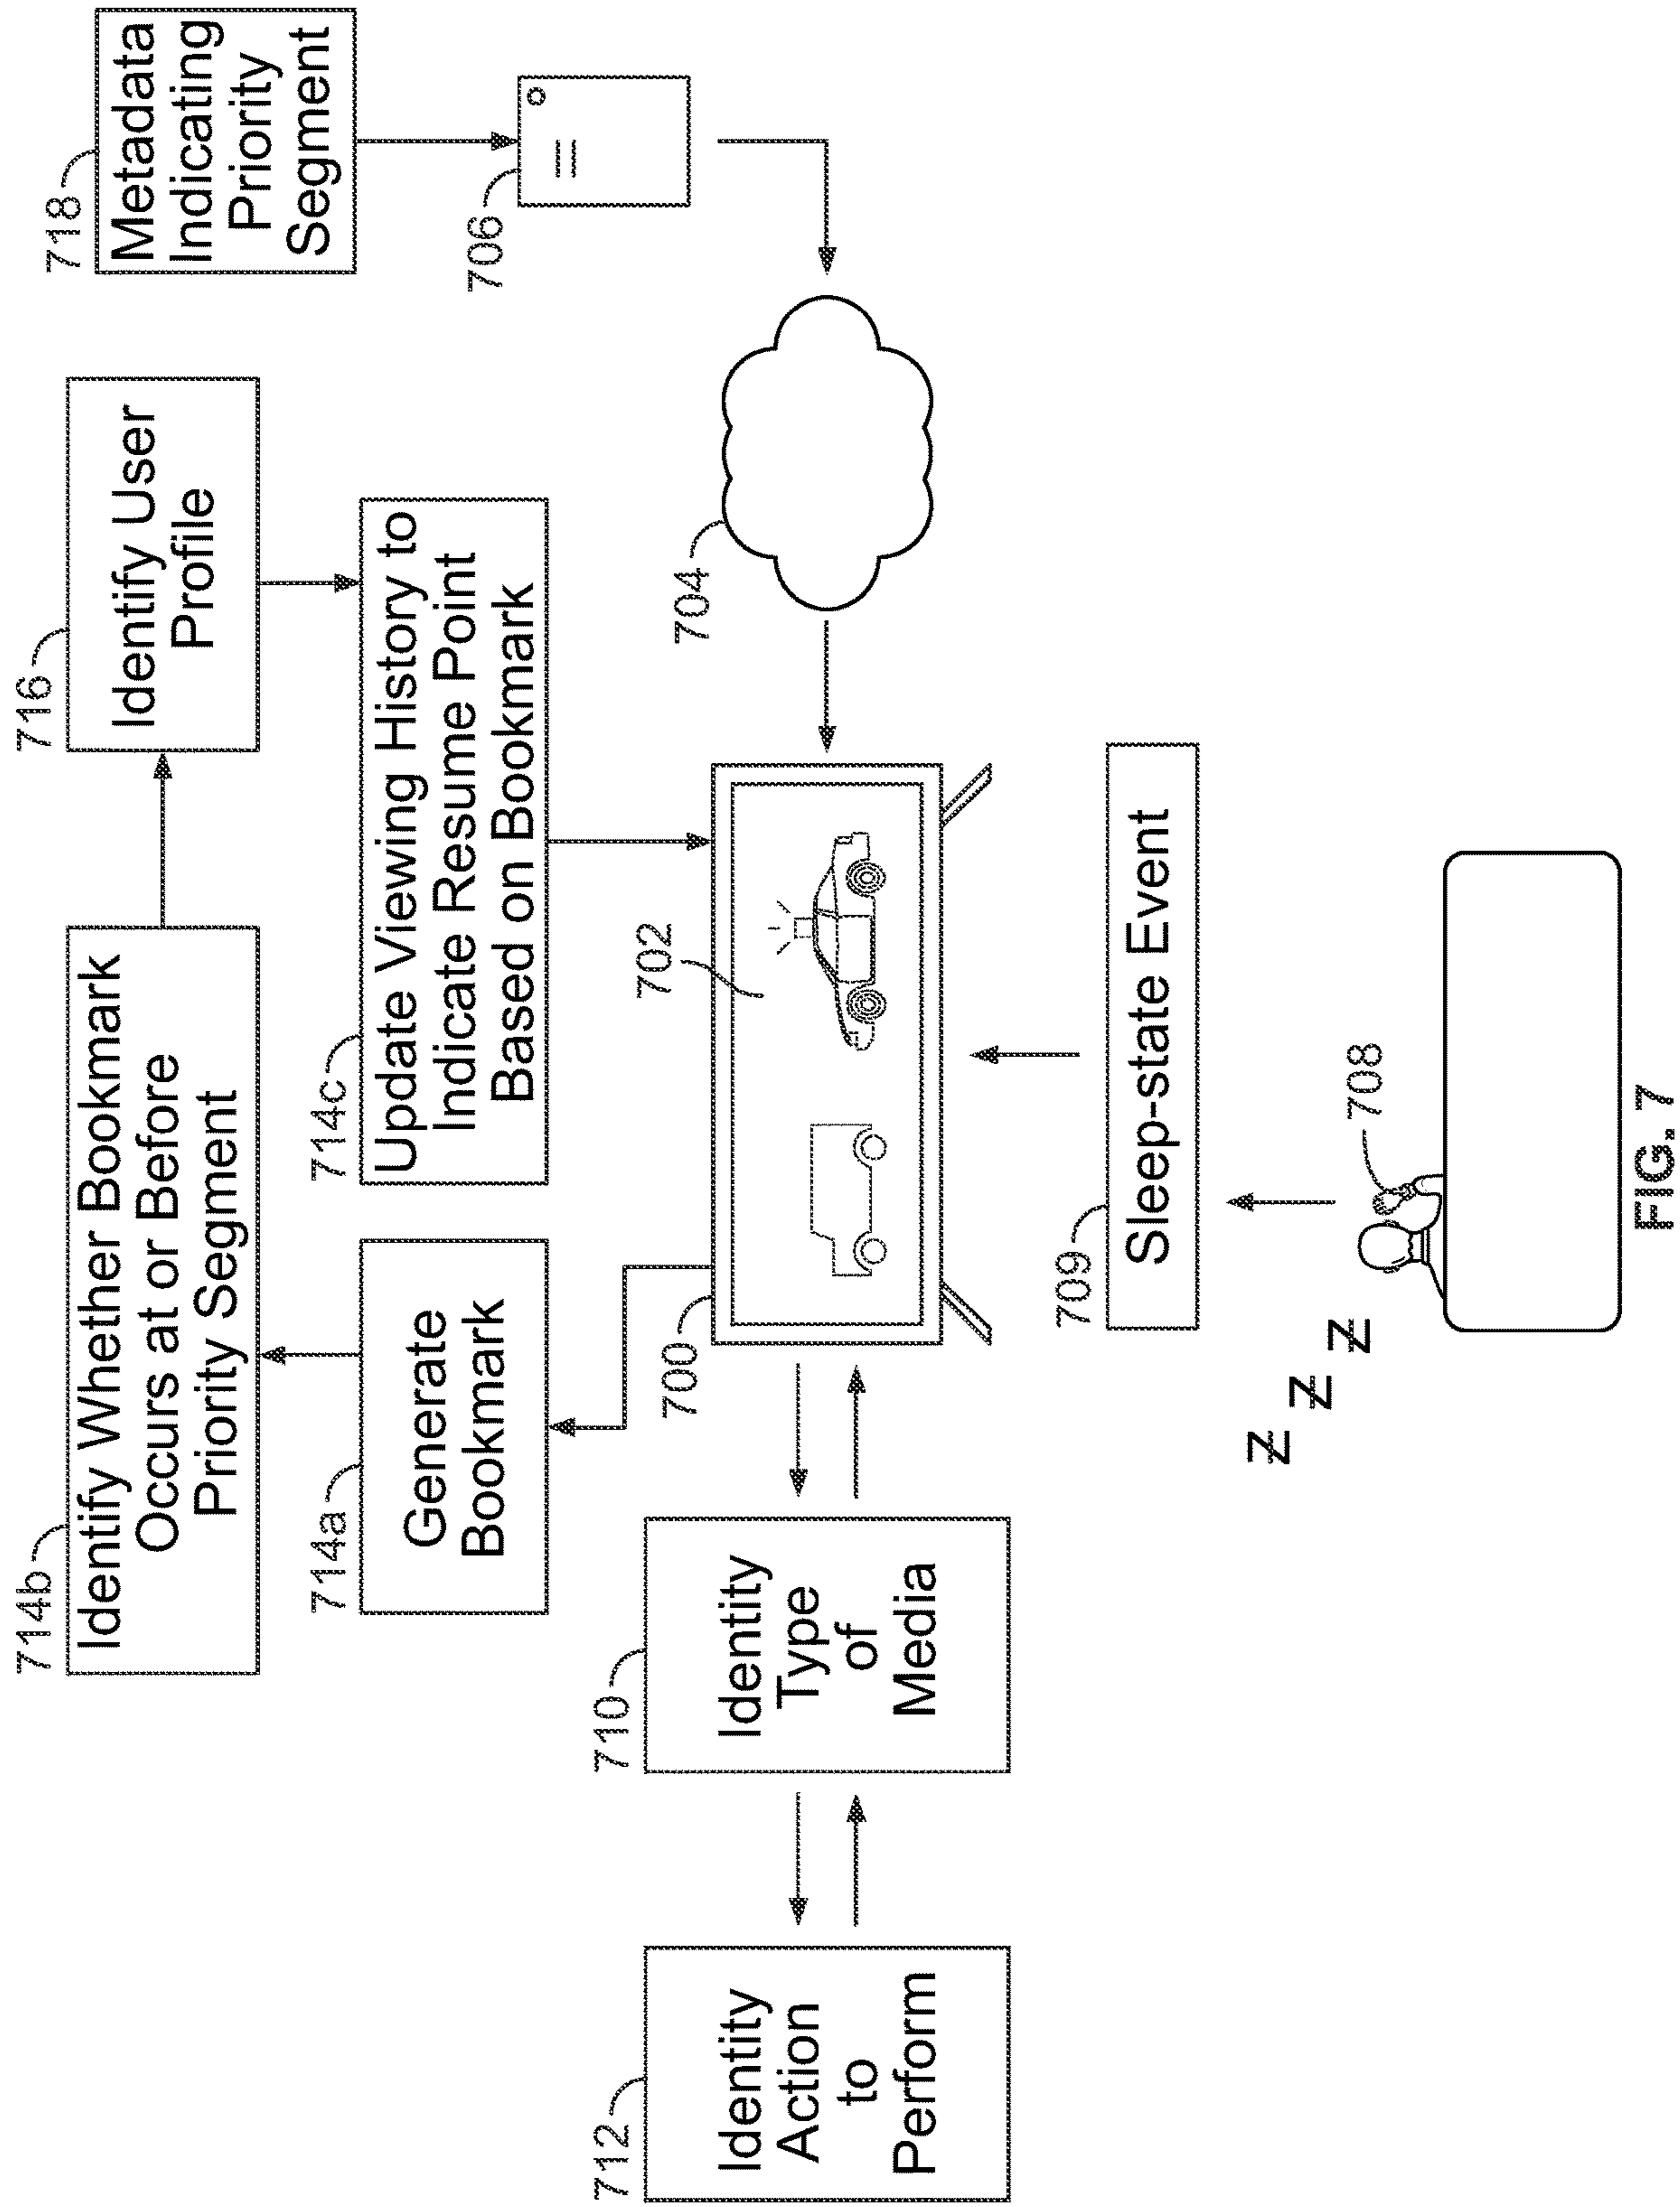 714b
Identify Whether Bookmark
Occurs at or Before
Priority Segment
716
Identify User
Profile
718
Metadata
Indicating
Priority
Segment
714a
Generate
Bookmark
714c
Update Viewing History to
Indicate Resume Point
Based on Bookmark
706
712
Identity
Action
to
Perform
710
Identity
Type
of
Media
700
702
704
709
Sleep-state Event
Z
Z
Z
708
FIG. 7